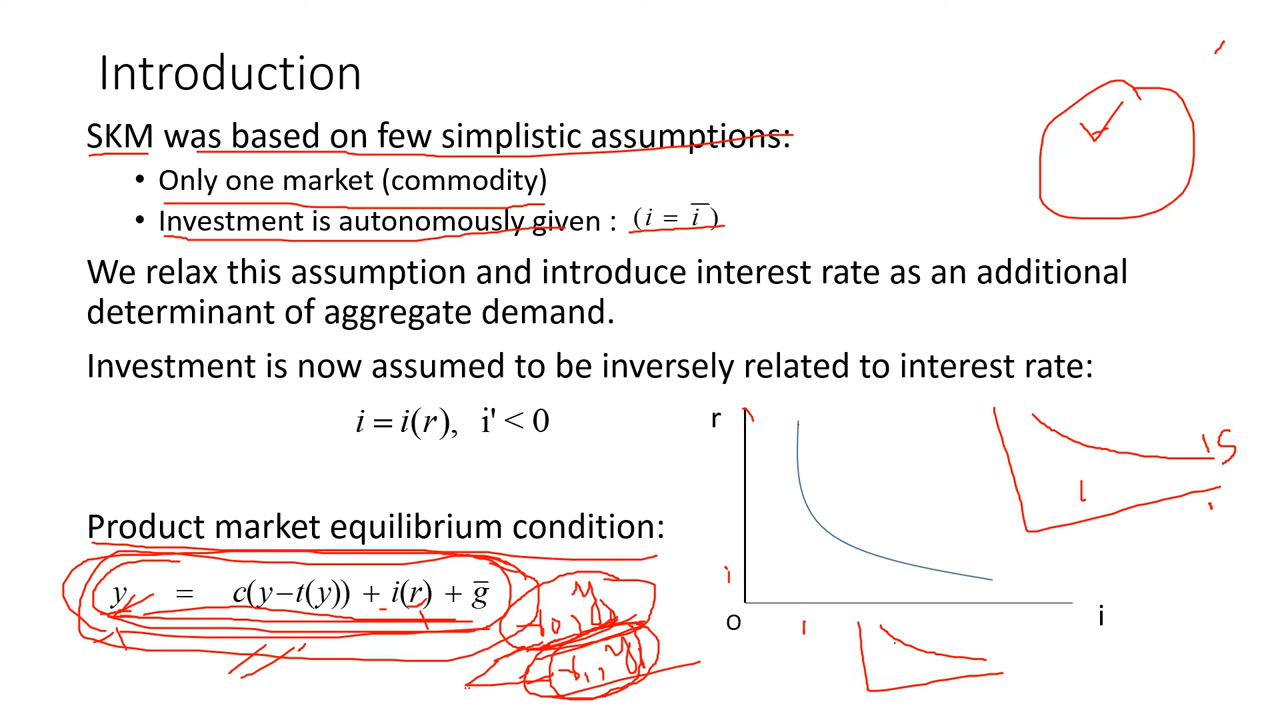 Introduction
SKM was based on few simplistic assumptions:
• Only one market (commodity)
• Investment is autonomously given : (i = i̅)
We relax this assumption and introduce interest rate as an additional
determinant of aggregate demand.
Investment is now assumed to be inversely related to interest rate:
i = i(r), i' < 0
r
IS
Product market equilibrium condition:
y = c(y−t(y)) + i(r) + g̅
O
i